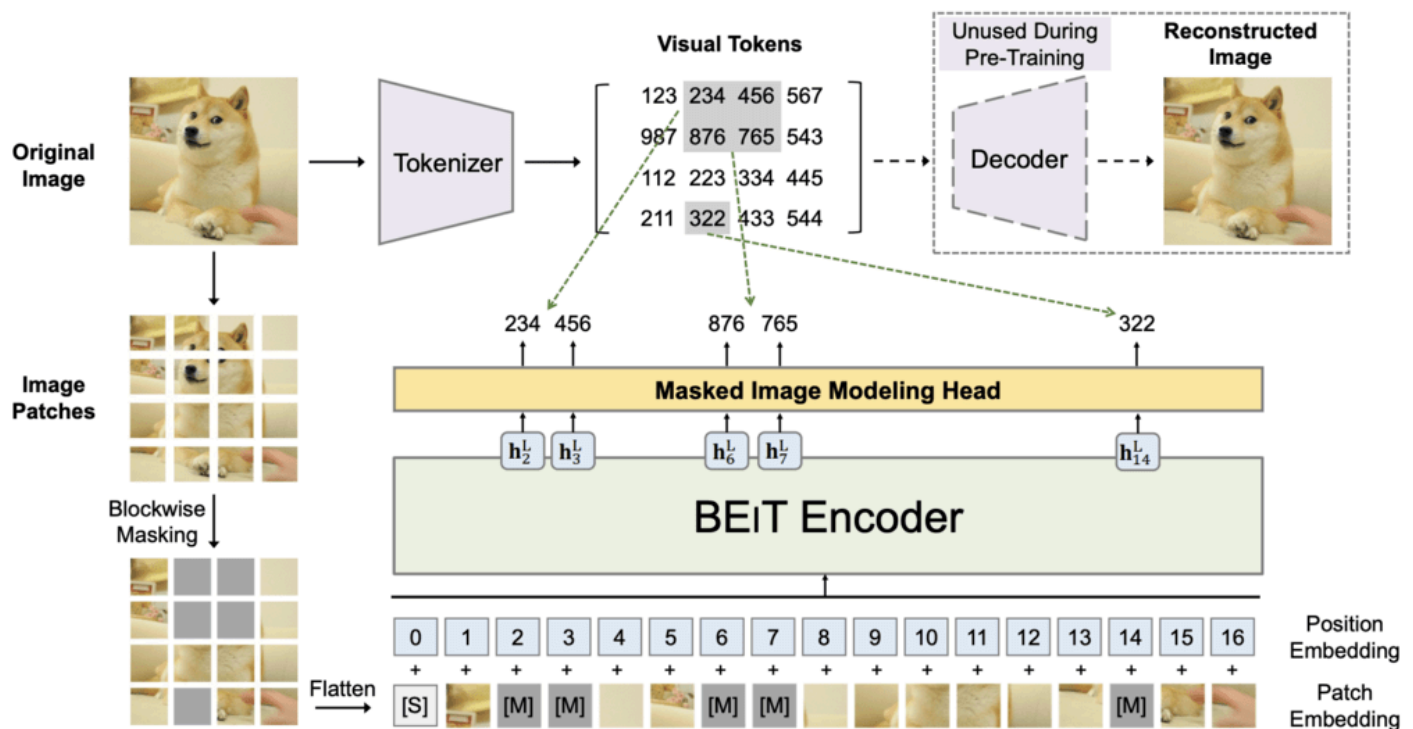 Visual Tokens
Unused During
Pre-Training
Reconstructed
Image
Original
Image
Tokenizer
123 234 456 567
987 876 765 543
112 223 334 445
211 322 433 544
Decoder
234 456 876 765 322
Image
Patches
Masked Image Modeling Head
h₂ᴸ h₃ᴸ h₆ᴸ h₇ᴸ h₁₄ᴸ
BEiT Encoder
Blockwise
Masking
0 1 2 3 4 5 6 7 8 9 10 11 12 13 14 15 16
Position
Embedding
+ + + + + + + + + + + + + + + + +
Flatten
[S] [M] [M] [M] [M] [M]
Patch
Embedding